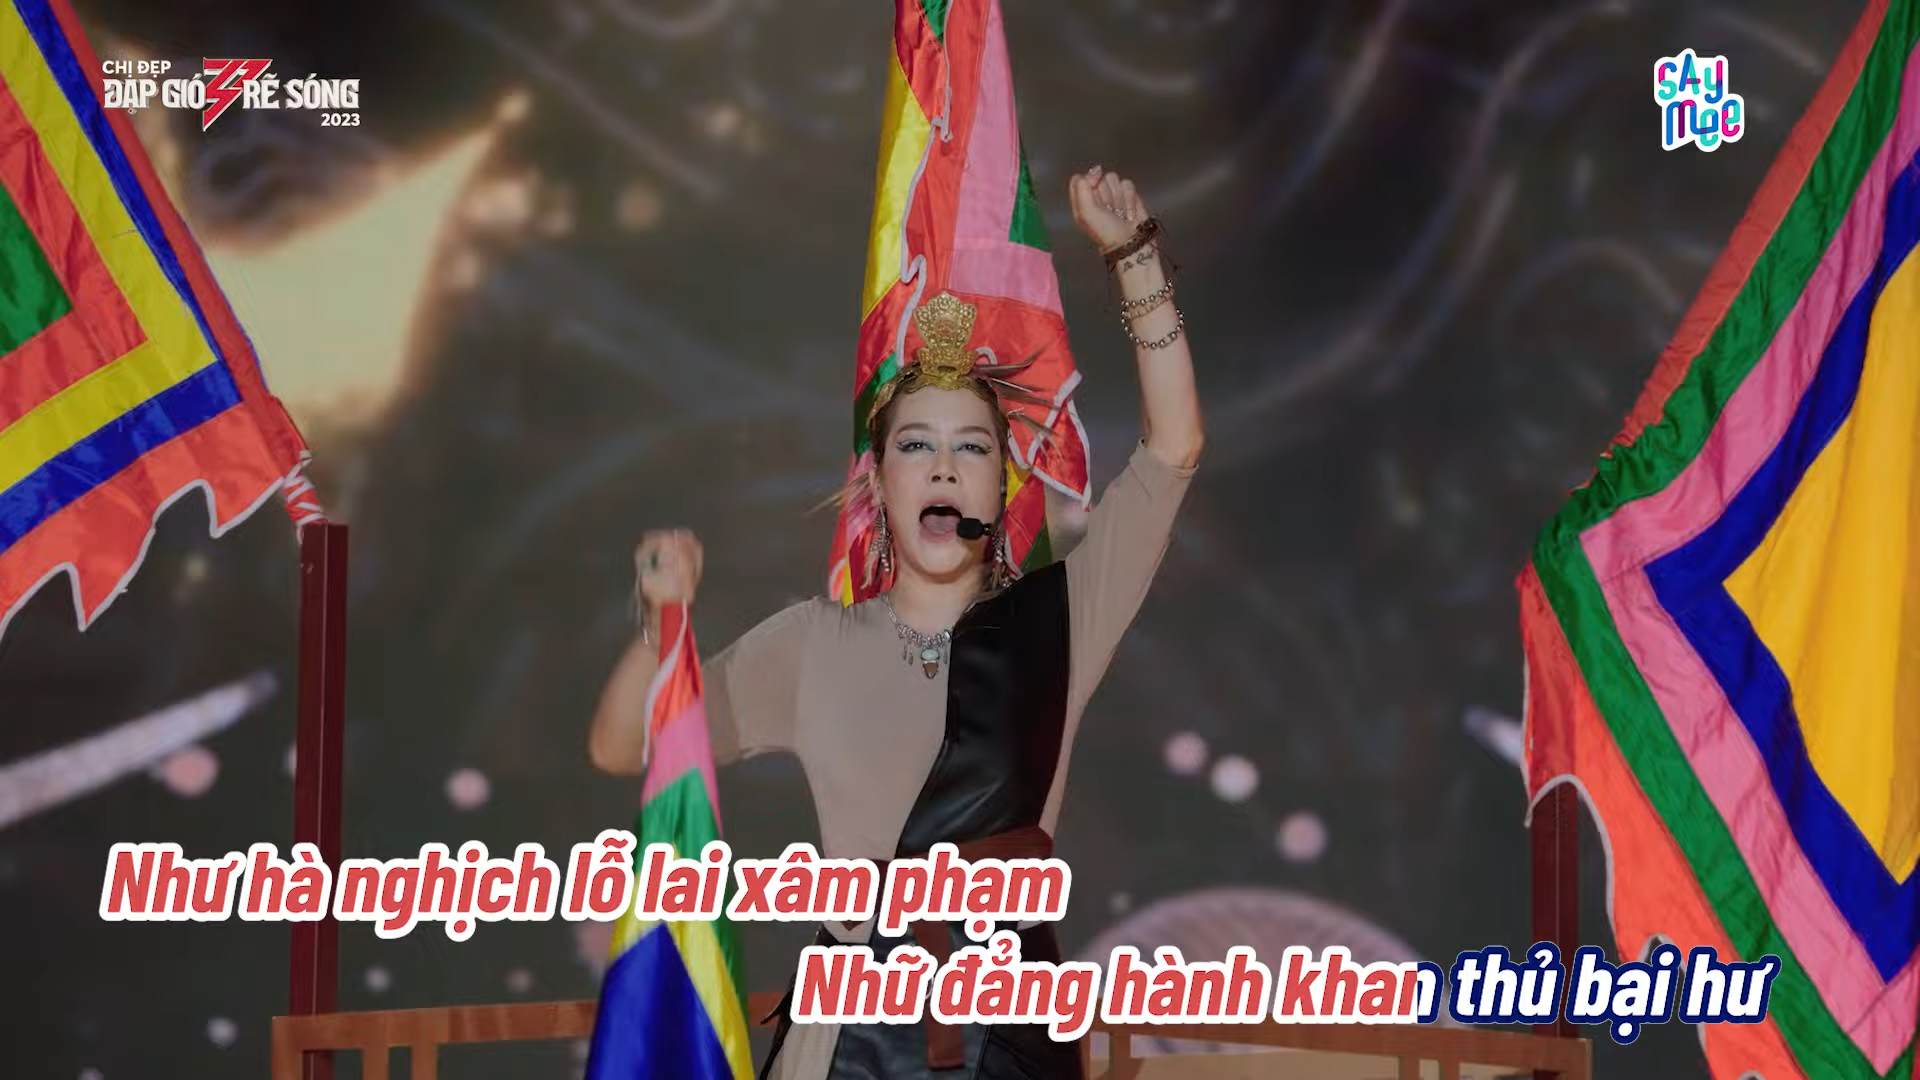 CHỊ ĐẸP
ĐẠP GIÓ 33 RẼ SÓNG
2023
SAY MEE
Như hà nghịch lỗ lai xâm phạm
Nhữ đẳng hành khan thủ bại hư